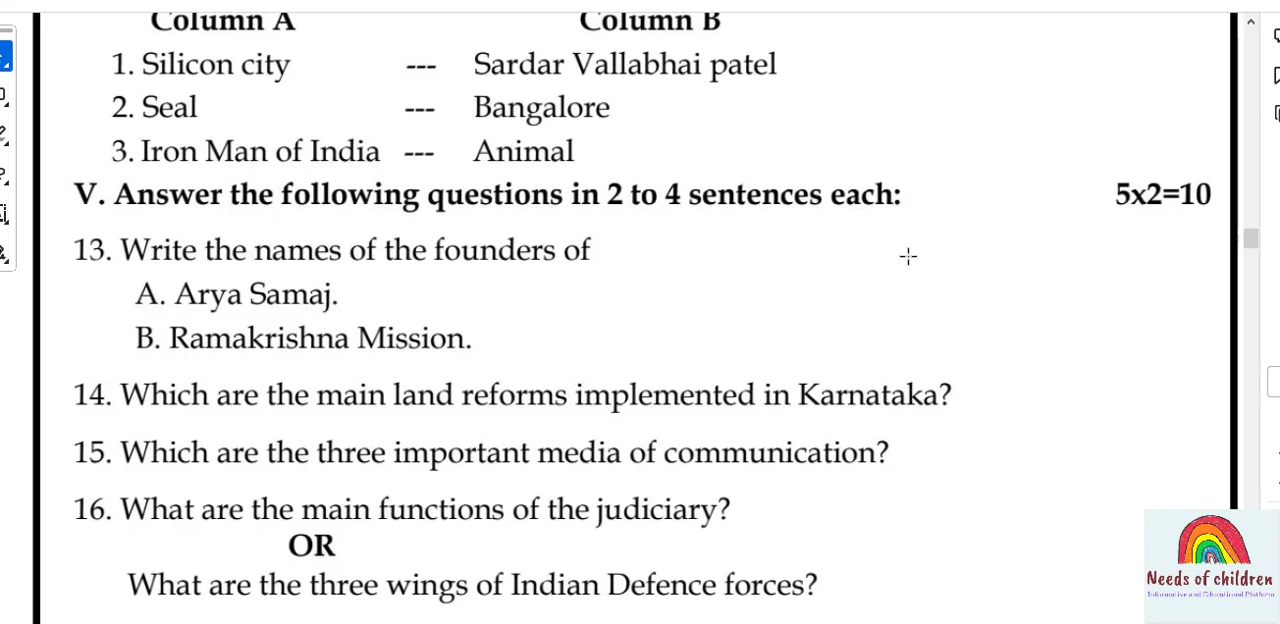 Column A Column B
1. Silicon city --- Sardar Vallabhai patel
2. Seal --- Bangalore
3. Iron Man of India --- Animal
V. Answer the following questions in 2 to 4 sentences each: 5x2=10
13. Write the names of the founders of
A. Arya Samaj.
B. Ramakrishna Mission.
14. Which are the main land reforms implemented in Karnataka?
15. Which are the three important media of communication?
16. What are the main functions of the judiciary?
OR
What are the three wings of Indian Defence forces?
Needs of children
Informative and Educational Platform